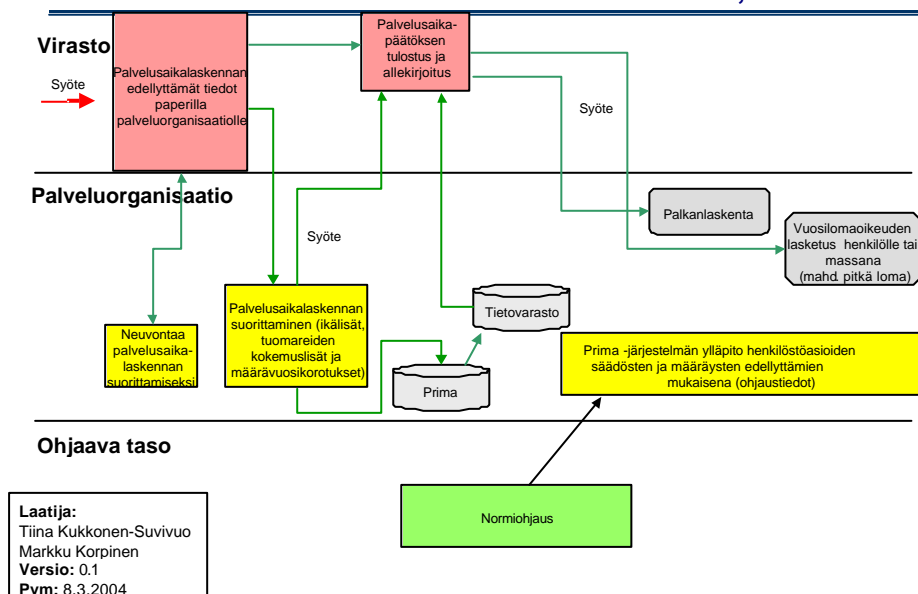 Virasto
Syöte
Palvelusaikalaskennan
edellyttämät tiedot
paperilla
palveluorganisaatiolle
Palvelusaika-
päätöksen
tulostus ja
allekirjoitus
Syöte
Palveluorganisaatio
Palkanlaskenta
Vuosilomaoikeuden
lasketus henkilölle tai
massana
(mahd. pitkä loma)
Syöte
Neuvontaa
palvelusaika-
laskennan
suorittamiseksi
Palvelusaikalaskennan
suorittaminen (ikälisät,
tuomareiden
kokemuslisät ja
määrävuosikorotukset)
Tietovarasto
Prima
Prima -järjestelmän ylläpito henkilöstöasioiden
säädösten ja määräysten edellyttämien
mukaisena (ohjaustiedot)
Ohjaava taso
Normiohjaus
Laatija:
Tiina Kukkonen-Suvivuo
Markku Korpinen
Versio: 0.1
Pvm: 8.3.2004